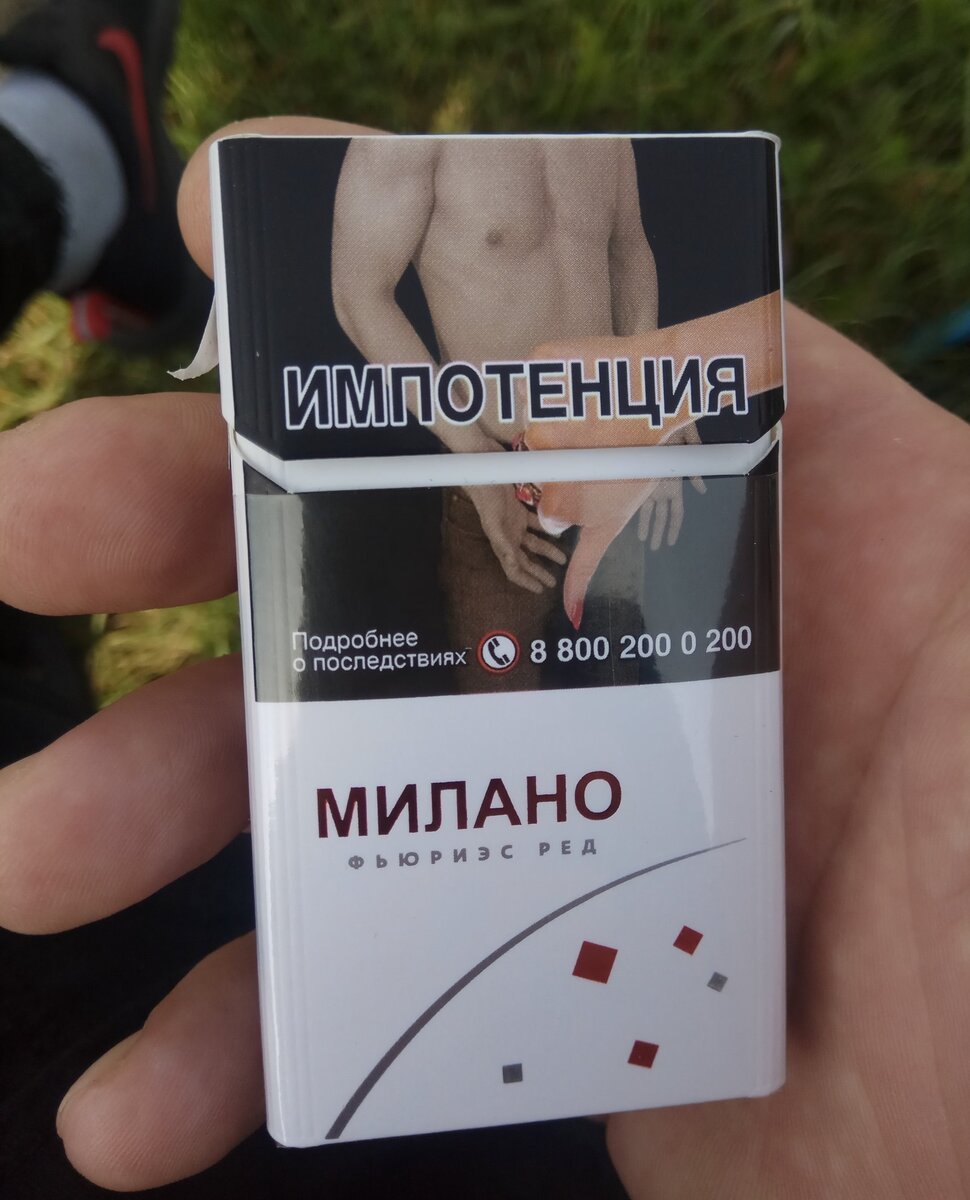 ИМПОТЕНЦИЯ
Подробнее
о последствиях 8 800 200 0 200
МИЛАНО
ФЬЮРИЭС РЕД